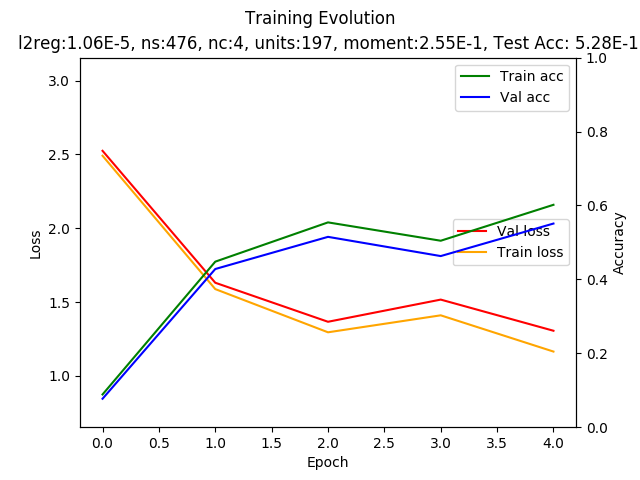 Training Evolution
l2reg:1.06E-5, ns:476, nc:4, units:197, moment:2.55E-1, Test Acc: 5.28E-1
Train acc
Val acc
Val loss
Train loss
Loss
3.0
2.5
2.0
1.5
1.0
1.0
0.8
0.6
0.4
0.2
0.0
Accuracy
0.0 0.5 1.0 1.5 2.0 2.5 3.0 3.5 4.0
Epoch